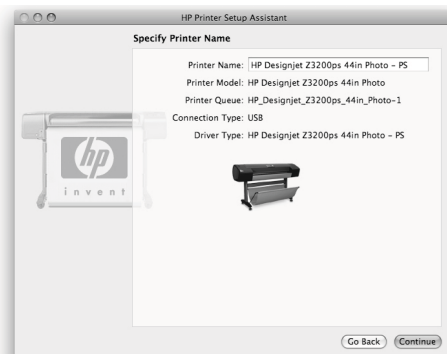 HP Printer Setup Assistant
Specify Printer Name
Printer Name: HP Designjet Z3200ps 44in Photo - PS
Printer Model: HP Designjet Z3200ps 44in Photo
Printer Queue: HP_Designjet_Z3200ps_44_in_Photo-1
Connection Type: USB
Driver Type: HP Designjet Z3200ps 44in Photo - PS
hp
invent
Go Back Continue